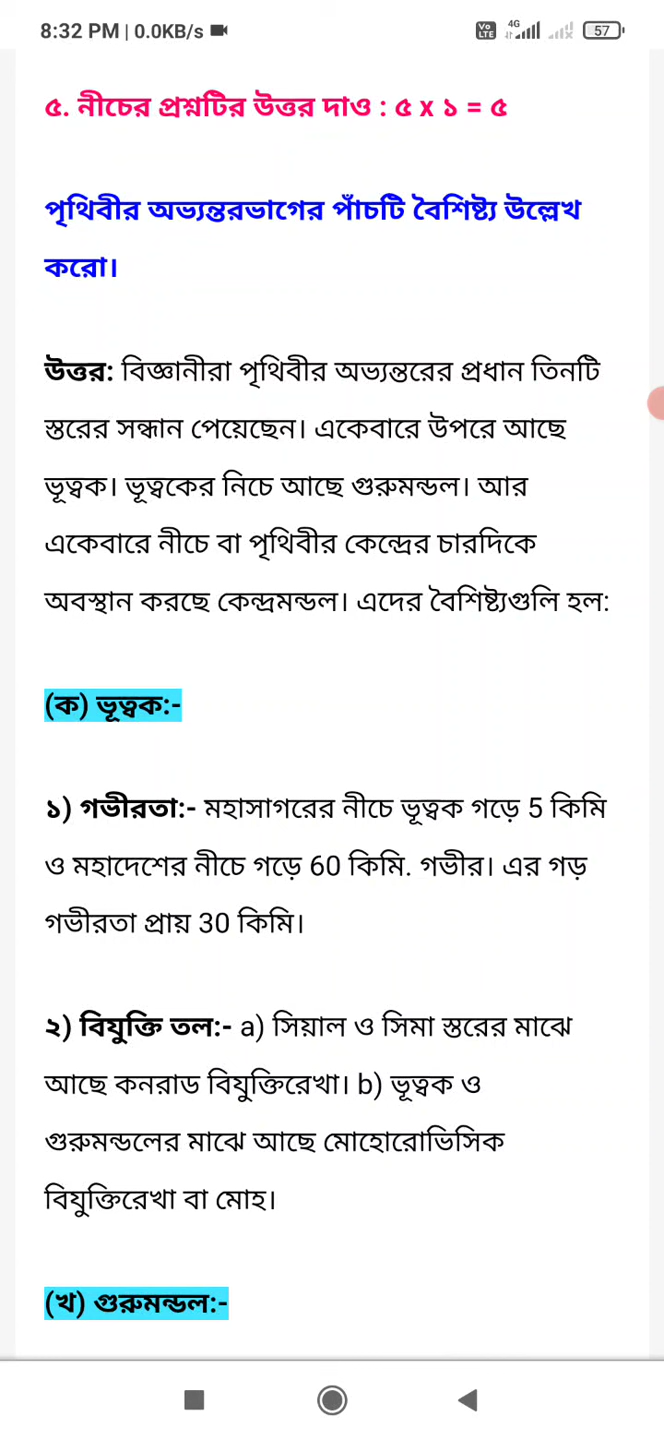 8:32 PM | 0.0KB/s
Vo LTE 4G 57
৫. নীচের প্রশ্নটির উত্তর দাও : ৫ x ১ = ৫
পৃথিবীর অভ্যন্তরভাগের পাঁচটি বৈশিষ্ট্য উল্লেখ
করো।
উত্তর: বিজ্ঞানীরা পৃথিবীর অভ্যন্তরের প্রধান তিনটি
স্তরের সন্ধান পেয়েছেন। একেবারে উপরে আছে
ভূত্বক। ভূত্বকের নিচে আছে গুরুমন্ডল। আর
একেবারে নীচে বা পৃথিবীর কেন্দ্রের চারদিকে
অবস্থান করছে কেন্দ্রমন্ডল। এদের বৈশিষ্ট্যগুলি হল:
(ক) ভূত্বক:-
১) গভীরতা:- মহাসাগরের নীচে ভূত্বক গড়ে 5 কিমি
ও মহাদেশের নীচে গড়ে 60 কিমি. গভীর। এর গড়
গভীরতা প্রায় 30 কিমি।
২) বিযুক্তি তল:- a) সিয়াল ও সিমা স্তরের মাঝে
আছে কনরাড বিযুক্তিরেখা। b) ভূত্বক ও
গুরুমন্ডলের মাঝে আছে মোহোরোভিসিক
বিযুক্তিরেখা বা মোহ।
(খ) গুরুমন্ডল:-